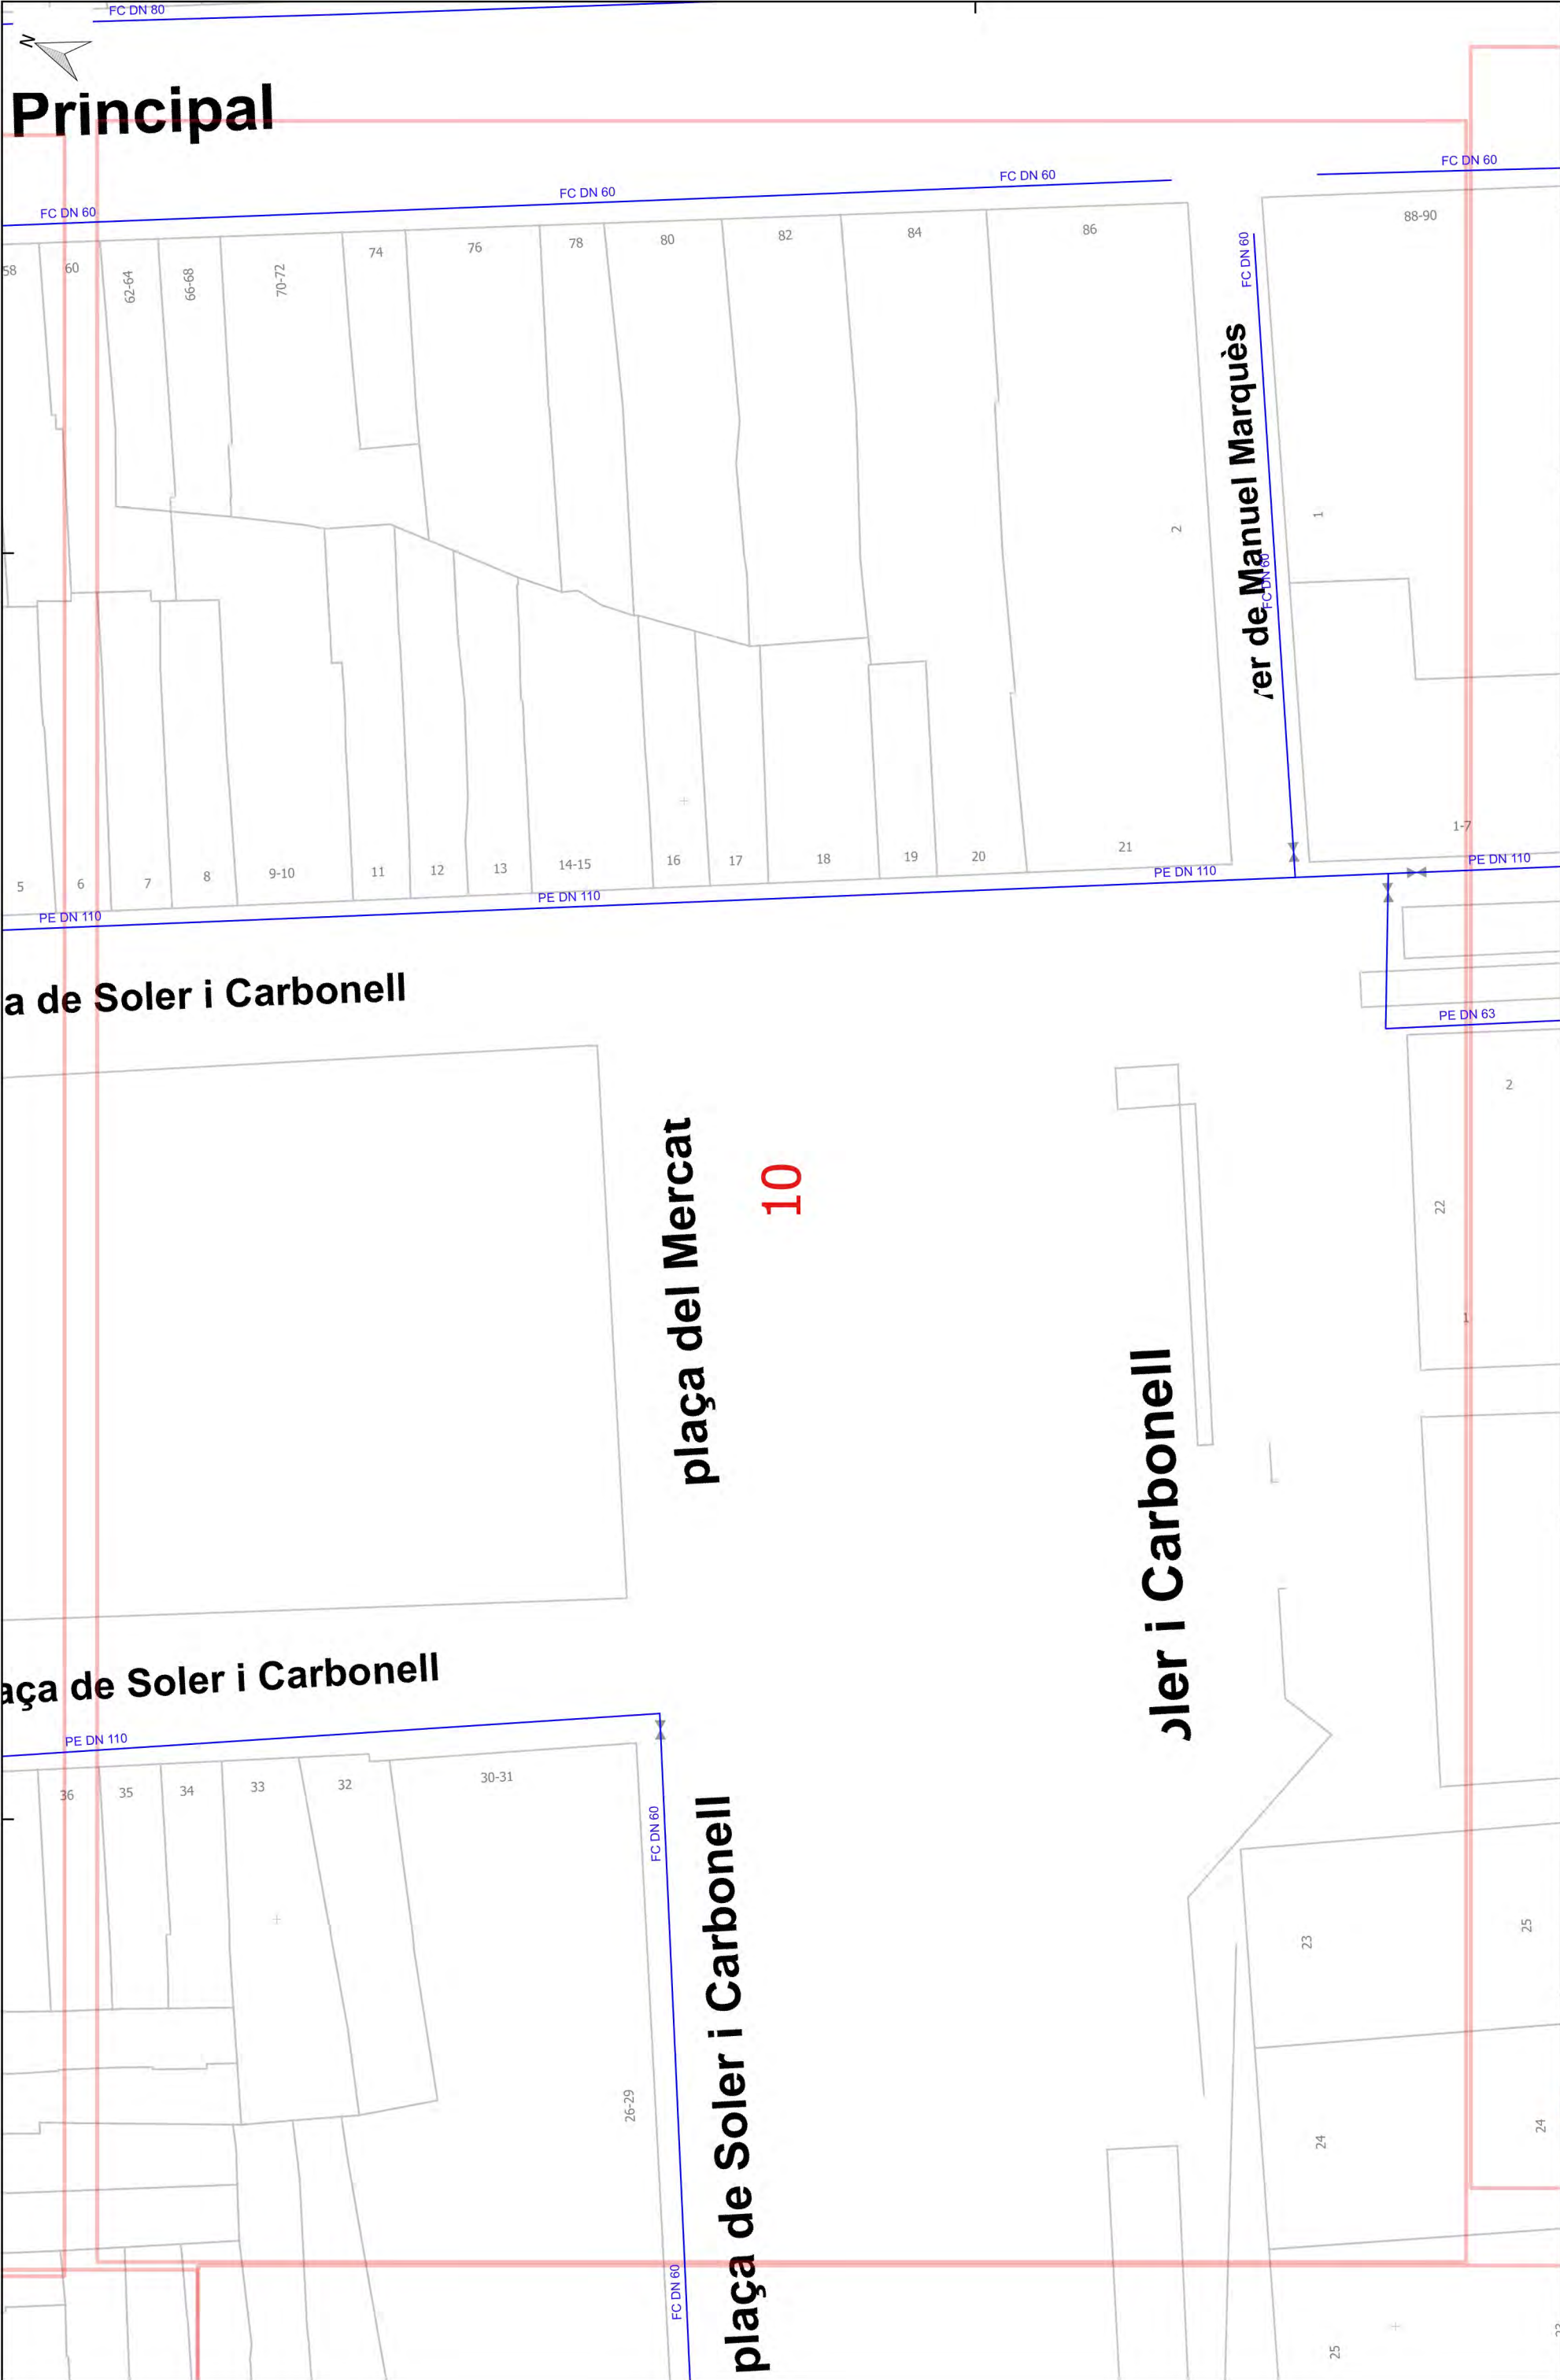 FC DN 80
N
Principal
FC DN 60
FC DN 60
FC DN 60
FC DN 60
58
60
62-64
66-68
70-72
74
76
78
80
82
84
86
88-90
FC DN 60
er de Manuel Marquès
FC DN 60
2
1
5
6
7
8
9-10
11
12
13
14-15
16
17
18
19
20
21
1-7
PE DN 110
PE DN 110
PE DN 110
PE DN 110
a de Soler i Carbonell
PE DN 63
2
plaça del Mercat
10
22
1
oler i Carbonell
aça de Soler i Carbonell
PE DN 110
36
35
34
33
32
30-31
FC DN 60
plaça de Soler i Carbonell
26-29
23
25
24
24
FC DN 60
25